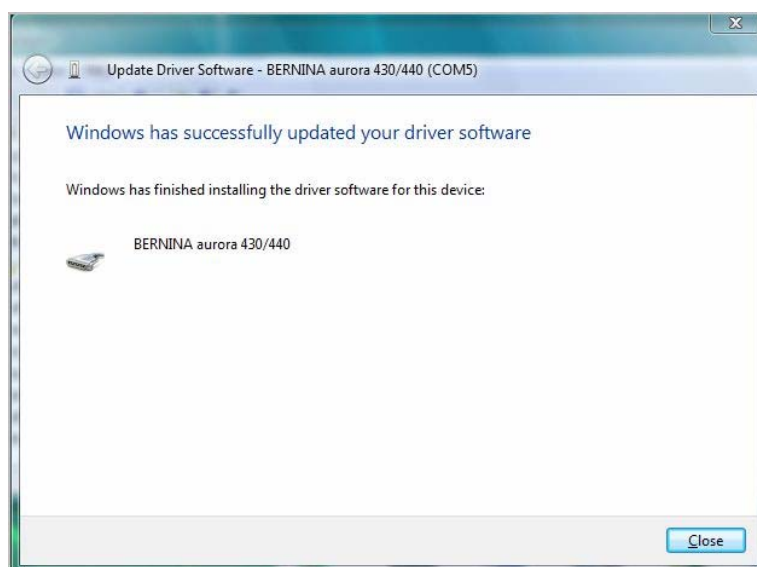 Update Driver Software - BERNINA aurora 430/440 (COM5)
Windows has successfully updated your driver software
Windows has finished installing the driver software for this device:
BERNINA aurora 430/440
Close